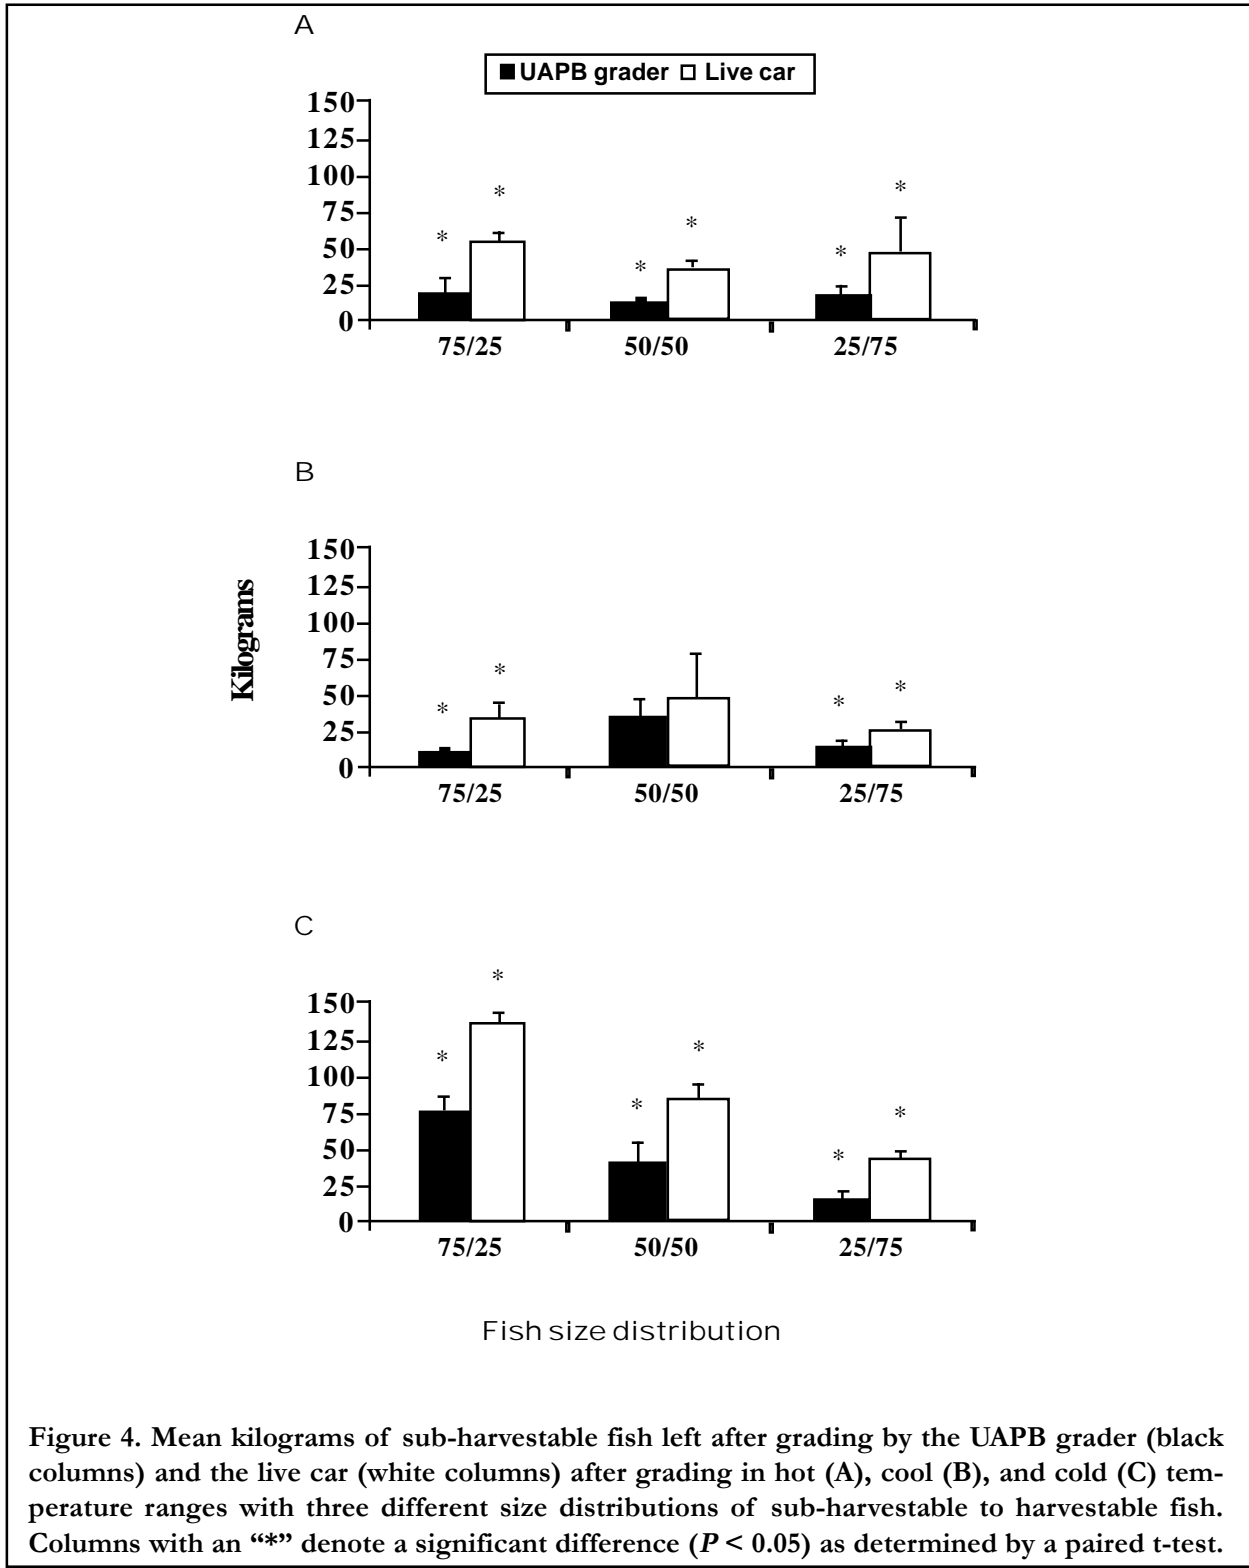 A
UAPB grader Live car
150
125
100
75
50
25
0
* * * * * *
75/25 50/50 25/75
B
Kilograms
150
125
100
75
50
25
0
* * * *
75/25 50/50 25/75
C
150
125
100
75
50
25
0
* * * * * *
75/25 50/50 25/75
Fish size distribution
Figure 4. Mean kilograms of sub-harvestable fish left after grading by the UAPB grader (black
columns) and the live car (white columns) after grading in hot (A), cool (B), and cold (C) tem-
perature ranges with three different size distributions of sub-harvestable to harvestable fish.
Columns with an “*” denote a significant difference (P < 0.05) as determined by a paired t-test.